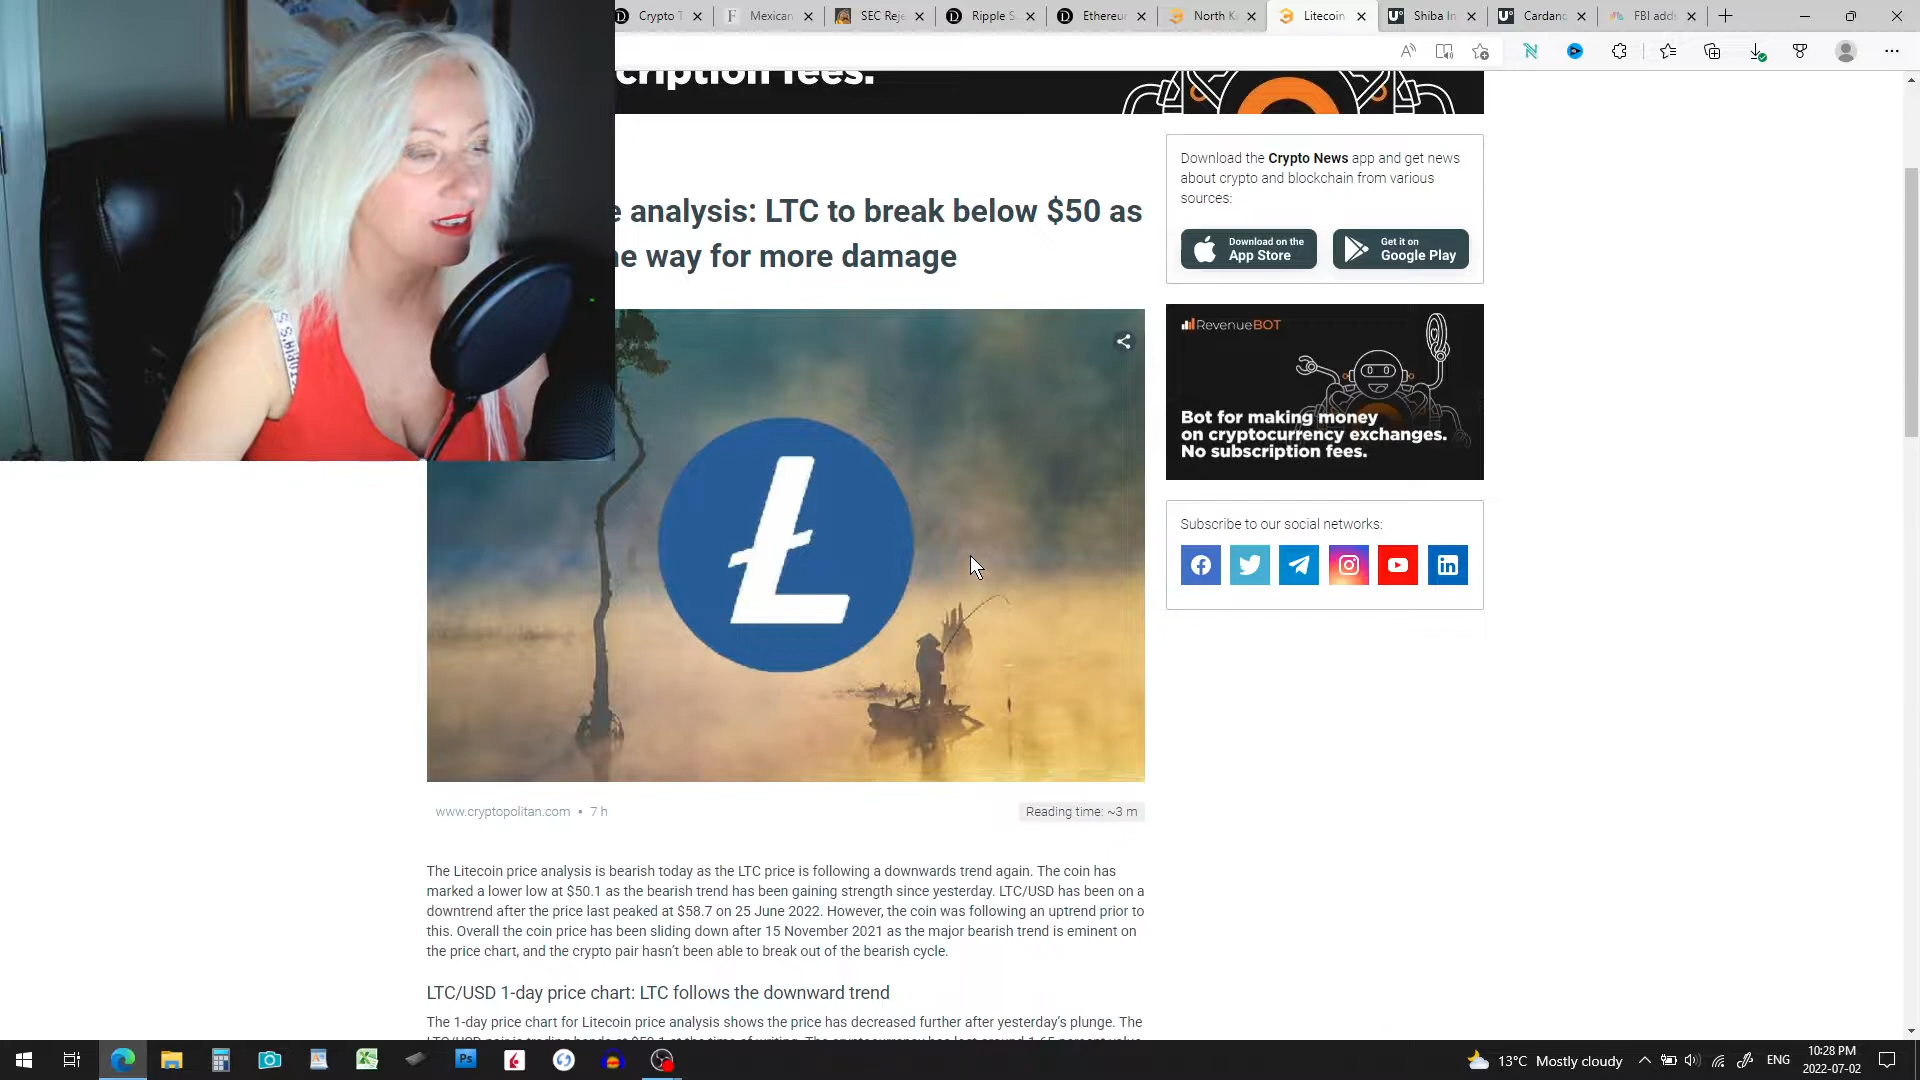 Crypto T
Mexican
SEC Reje
Ripple S
Ethereu
North K
Litecoin
Shiba In
Cardano
FBI adds
cription fees.
e analysis: LTC to break below $50 as
e way for more damage
Download the Crypto News app and get news
about crypto and blockchain from various
sources:
Download on the
App Store
Get it on
Google Play
RevenueBOT
Bot for making money
on cryptocurrency exchanges.
No subscription fees.
Subscribe to our social networks:
www.cryptopolitan.com • 7 h
Reading time: ~3 m
The Litecoin price analysis is bearish today as the LTC price is following a downwards trend again. The coin has
marked a lower low at $50.1 as the bearish trend has been gaining strength since yesterday. LTC/USD has been on a
downtrend after the price last peaked at $58.7 on 25 June 2022. However, the coin was following an uptrend prior to
this. Overall the coin price has been sliding down after 15 November 2021 as the major bearish trend is eminent on
the price chart, and the crypto pair hasn't been able to break out of the bearish cycle.
LTC/USD 1-day price chart: LTC follows the downward trend
The 1-day price chart for Litecoin price analysis shows the price has decreased further after yesterday's plunge. The
Ps
13°C Mostly cloudy
ENG
10:28 PM
2022-07-02